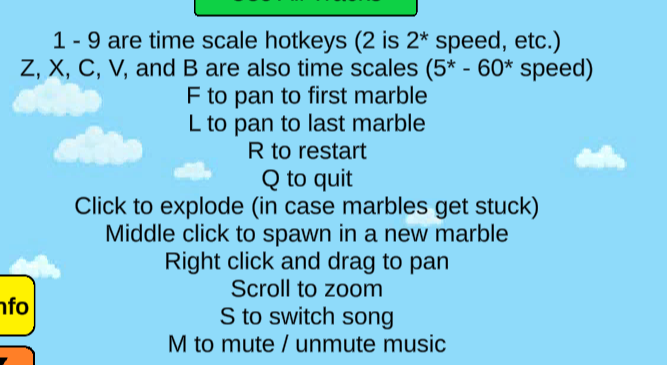 1 - 9 are time scale hotkeys (2 is 2* speed, etc.)
Z, X, C, V, and B are also time scales (5* - 60* speed)
F to pan to first marble
L to pan to last marble
R to restart
Q to quit
Click to explode (in case marbles get stuck)
Middle click to spawn in a new marble
Right click and drag to pan
Scroll to zoom
nfo
S to switch song
M to mute / unmute music